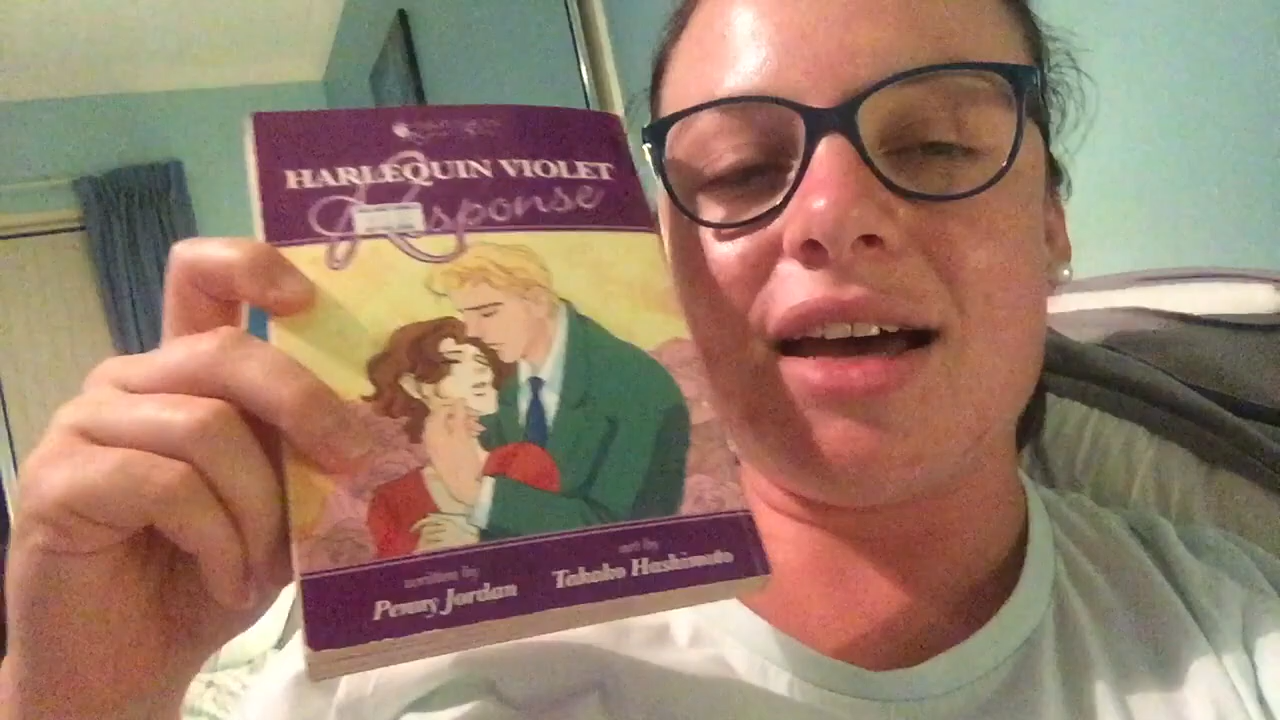 HARLEQUIN VIOLET
Response
written by
Penny Jordan
art by
Takako Hashimoto